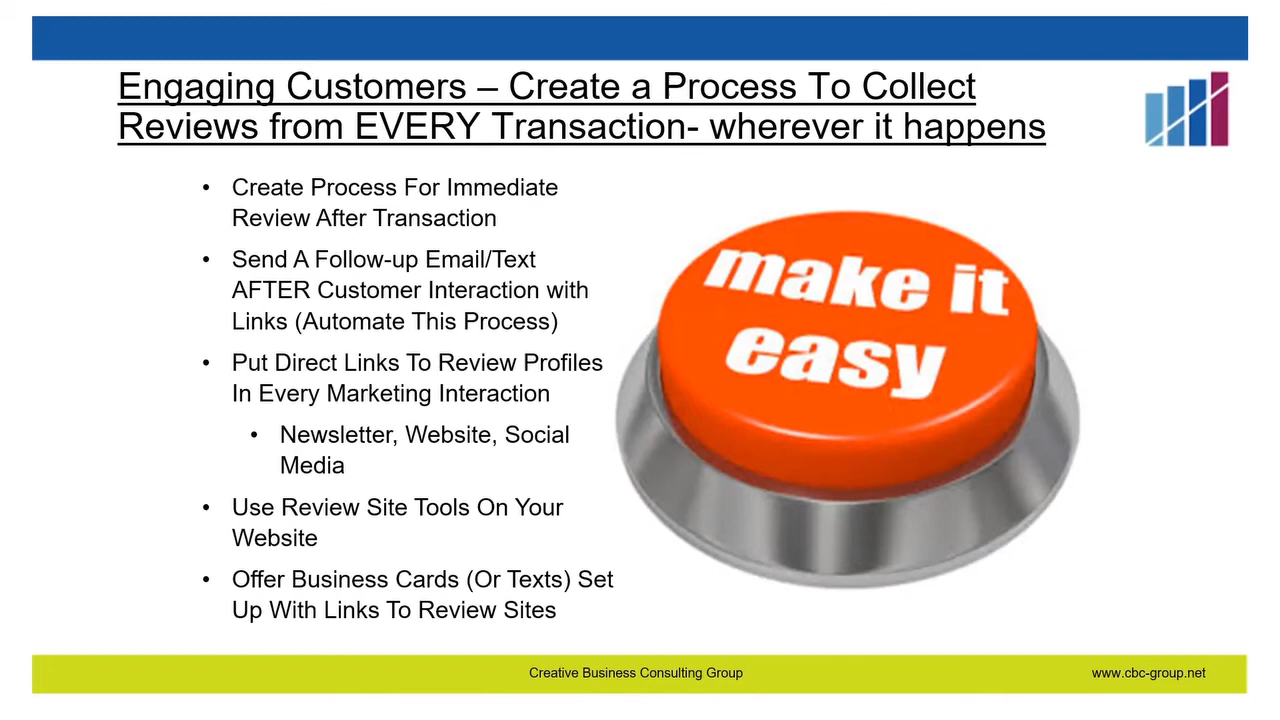 Engaging Customers – Create a Process To Collect
Reviews from EVERY Transaction- wherever it happens
• Create Process For Immediate
Review After Transaction
• Send A Follow-up Email/Text
AFTER Customer Interaction with
Links (Automate This Process)
• Put Direct Links To Review Profiles
In Every Marketing Interaction
• Newsletter, Website, Social
Media
• Use Review Site Tools On Your
Website
• Offer Business Cards (Or Texts) Set
Up With Links To Review Sites
make it
easy
Creative Business Consulting Group
www.cbc-group.net